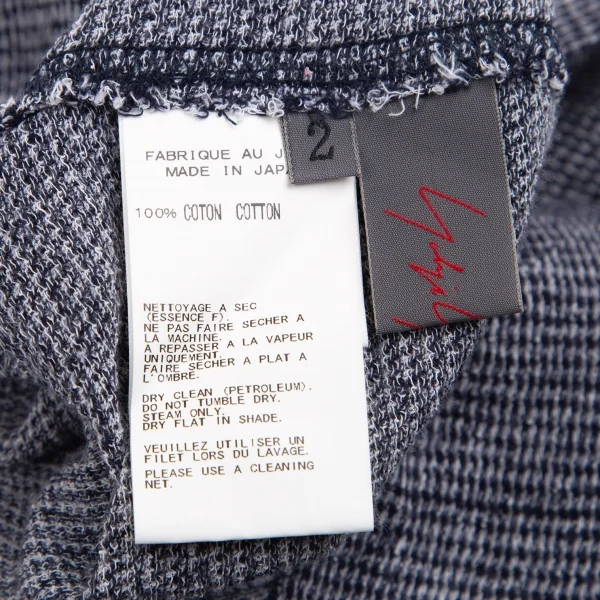 FABRIQUE AU
MADE IN
2
100% COTON COTTON
NETTOYAGE A SEC
(ESSENCE F).
NE PAS FAIRE SECHER A
LA MACHINE.
A REPASSER A LA VAPEUR
UNIQUEMENT.
FAIRE SECHER A PLAT A
L'OMBRE.
DRY CLEAN (PETROLEUM).
DO NOT TUMBLE DRY.
STEAM ONLY.
DRY FLAT IN SHADE.
VEUILLEZ UTILISER UN
FILET LORS DU LAVAGE.
PLEASE USE A CLEANING
NET.